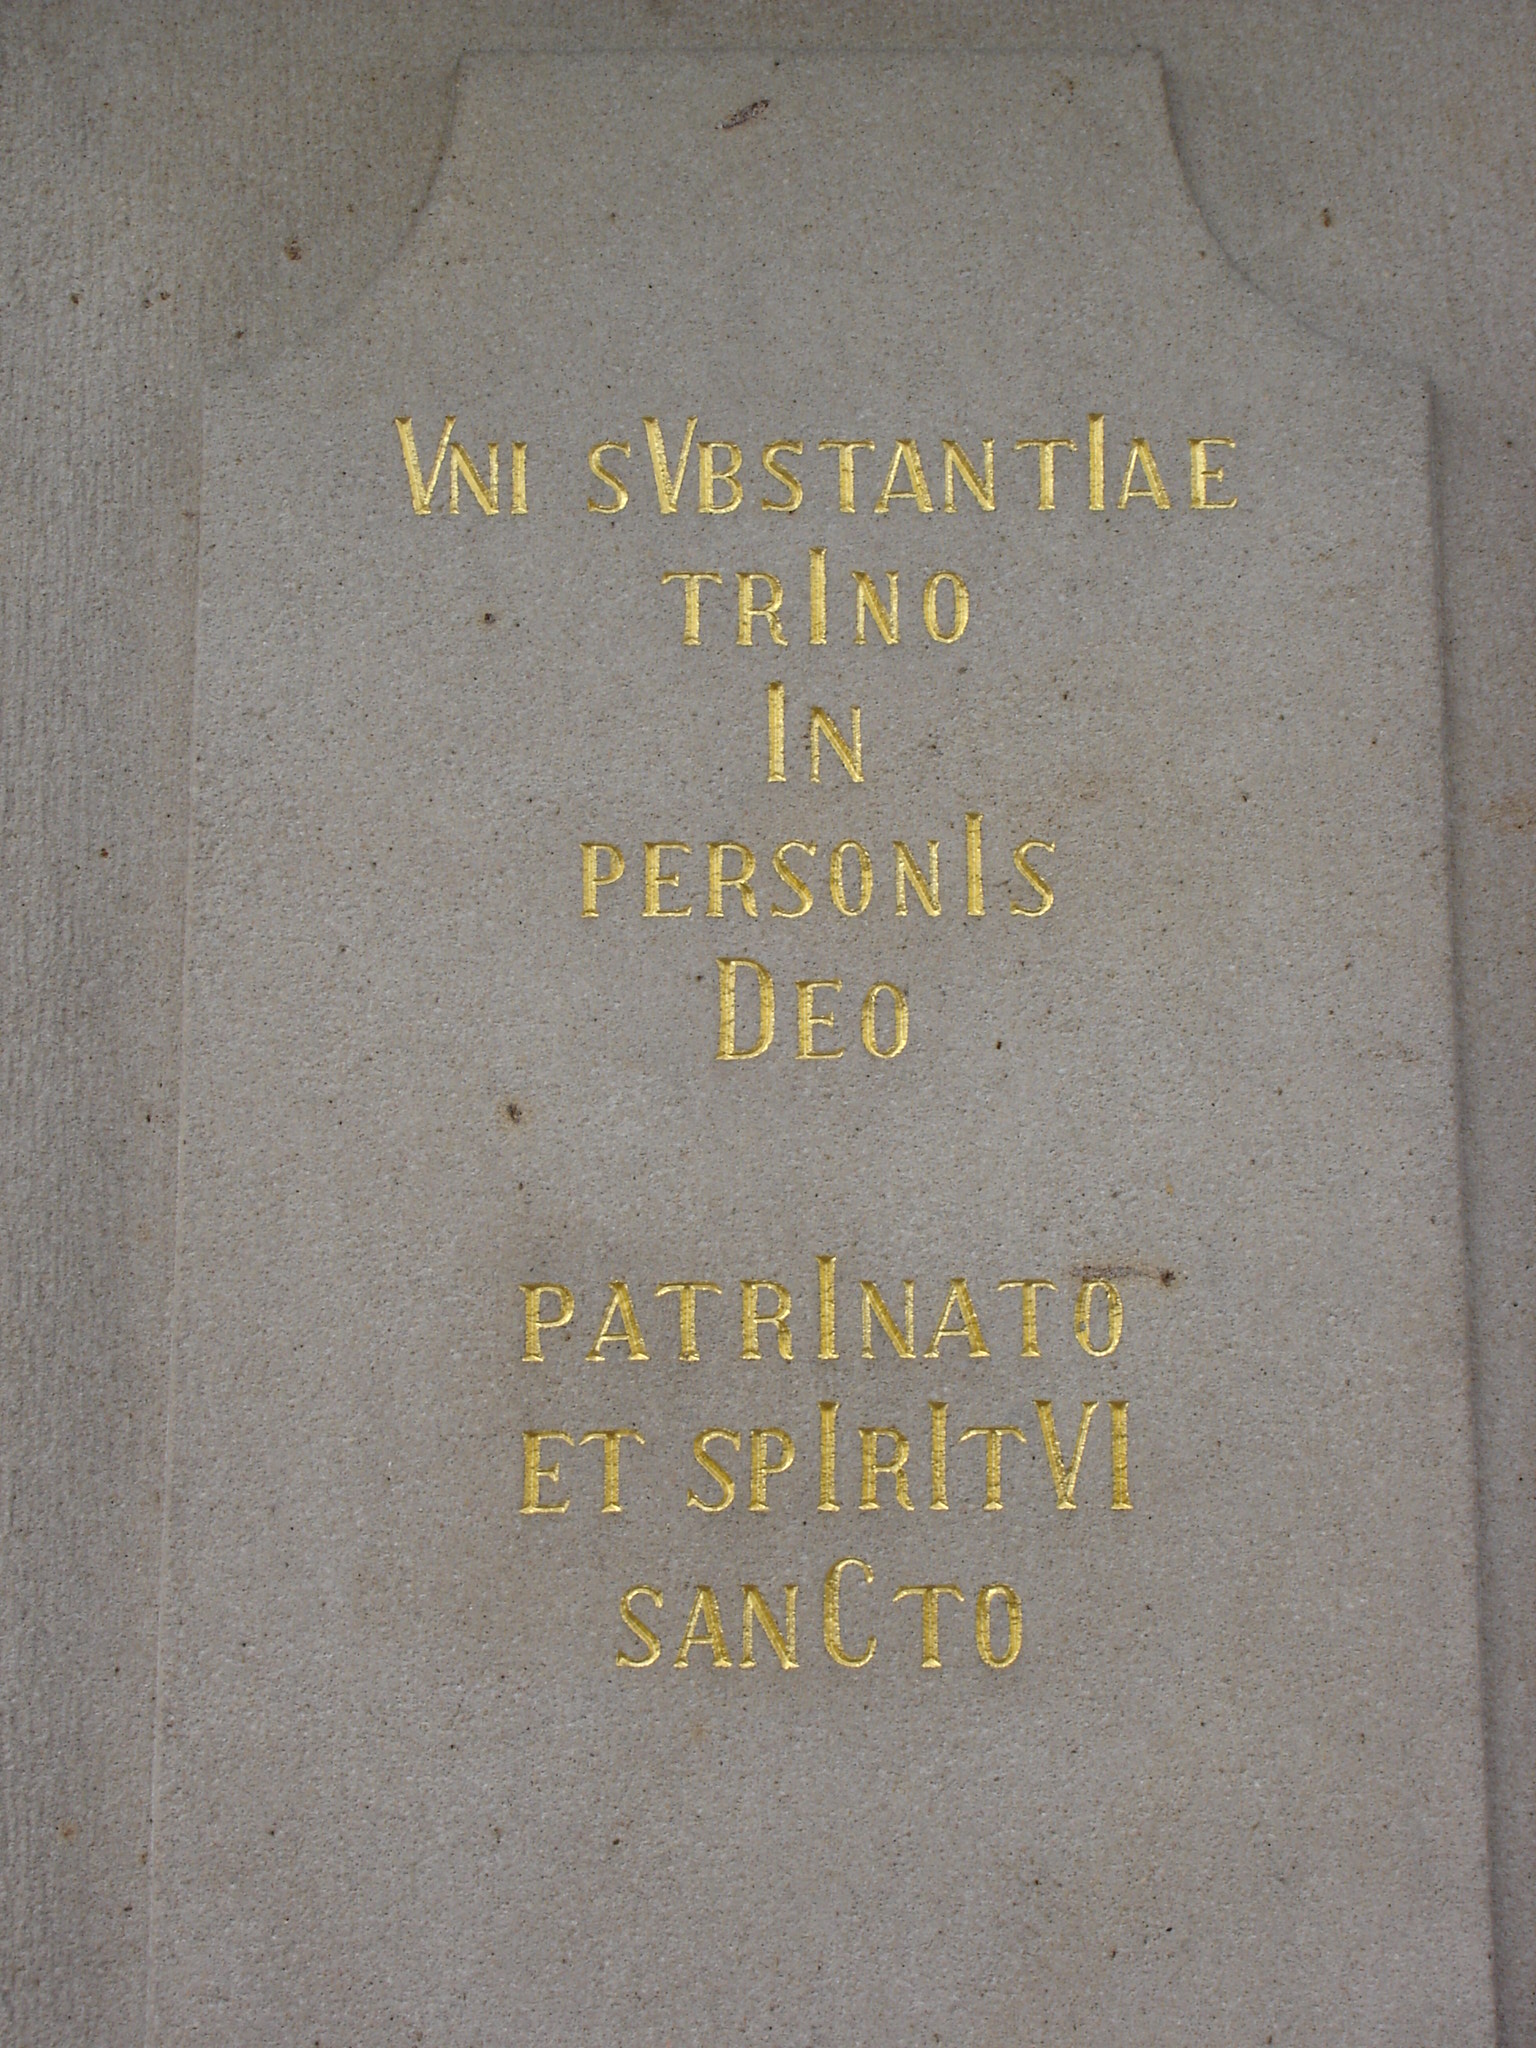 VNI SVBSTANTIAE
TRINO
IN
PERSONIS
DEO
PATRINATO
ET SPIRITVI
SANCTO